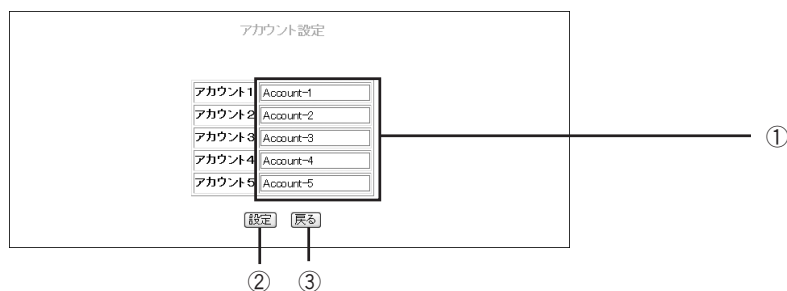 アカウント設定
アカウント1 Account-1
アカウント2 Account-2
アカウント3 Account-3
①
アカウント4 Account-4
アカウント5 Account-5
設定 戻る
② ③